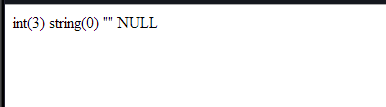 int(3) string(0) "" NULL